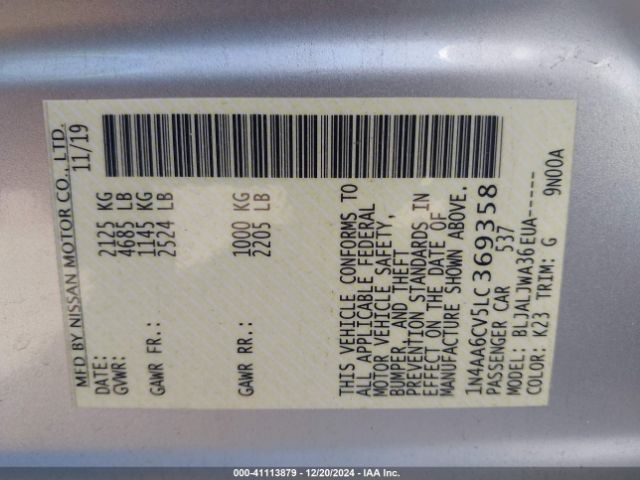 MFD BY NISSAN MOTOR CO., LTD.
DATE: 11/19
GVWR: 2125 KG
4685 LB
GAWR FR.: 1145 KG
2524 LB
GAWR RR.: 1000 KG
2205 LB
THIS VEHICLE CONFORMS TO
ALL APPLICABLE FEDERAL
MOTOR VEHICLE SAFETY,
BUMPER, AND THEFT
PREVENTION STANDARDS IN
EFFECT ON THE DATE OF
MANUFACTURE SHOWN ABOVE.
1N4AA6CV5LC369358
PASSENGER CAR 537
MODEL: BLJALJWA36EUA------
COLOR: K23 TRIM: G 9N00A
000-41113879 - 12/20/2024 - IAA Inc.